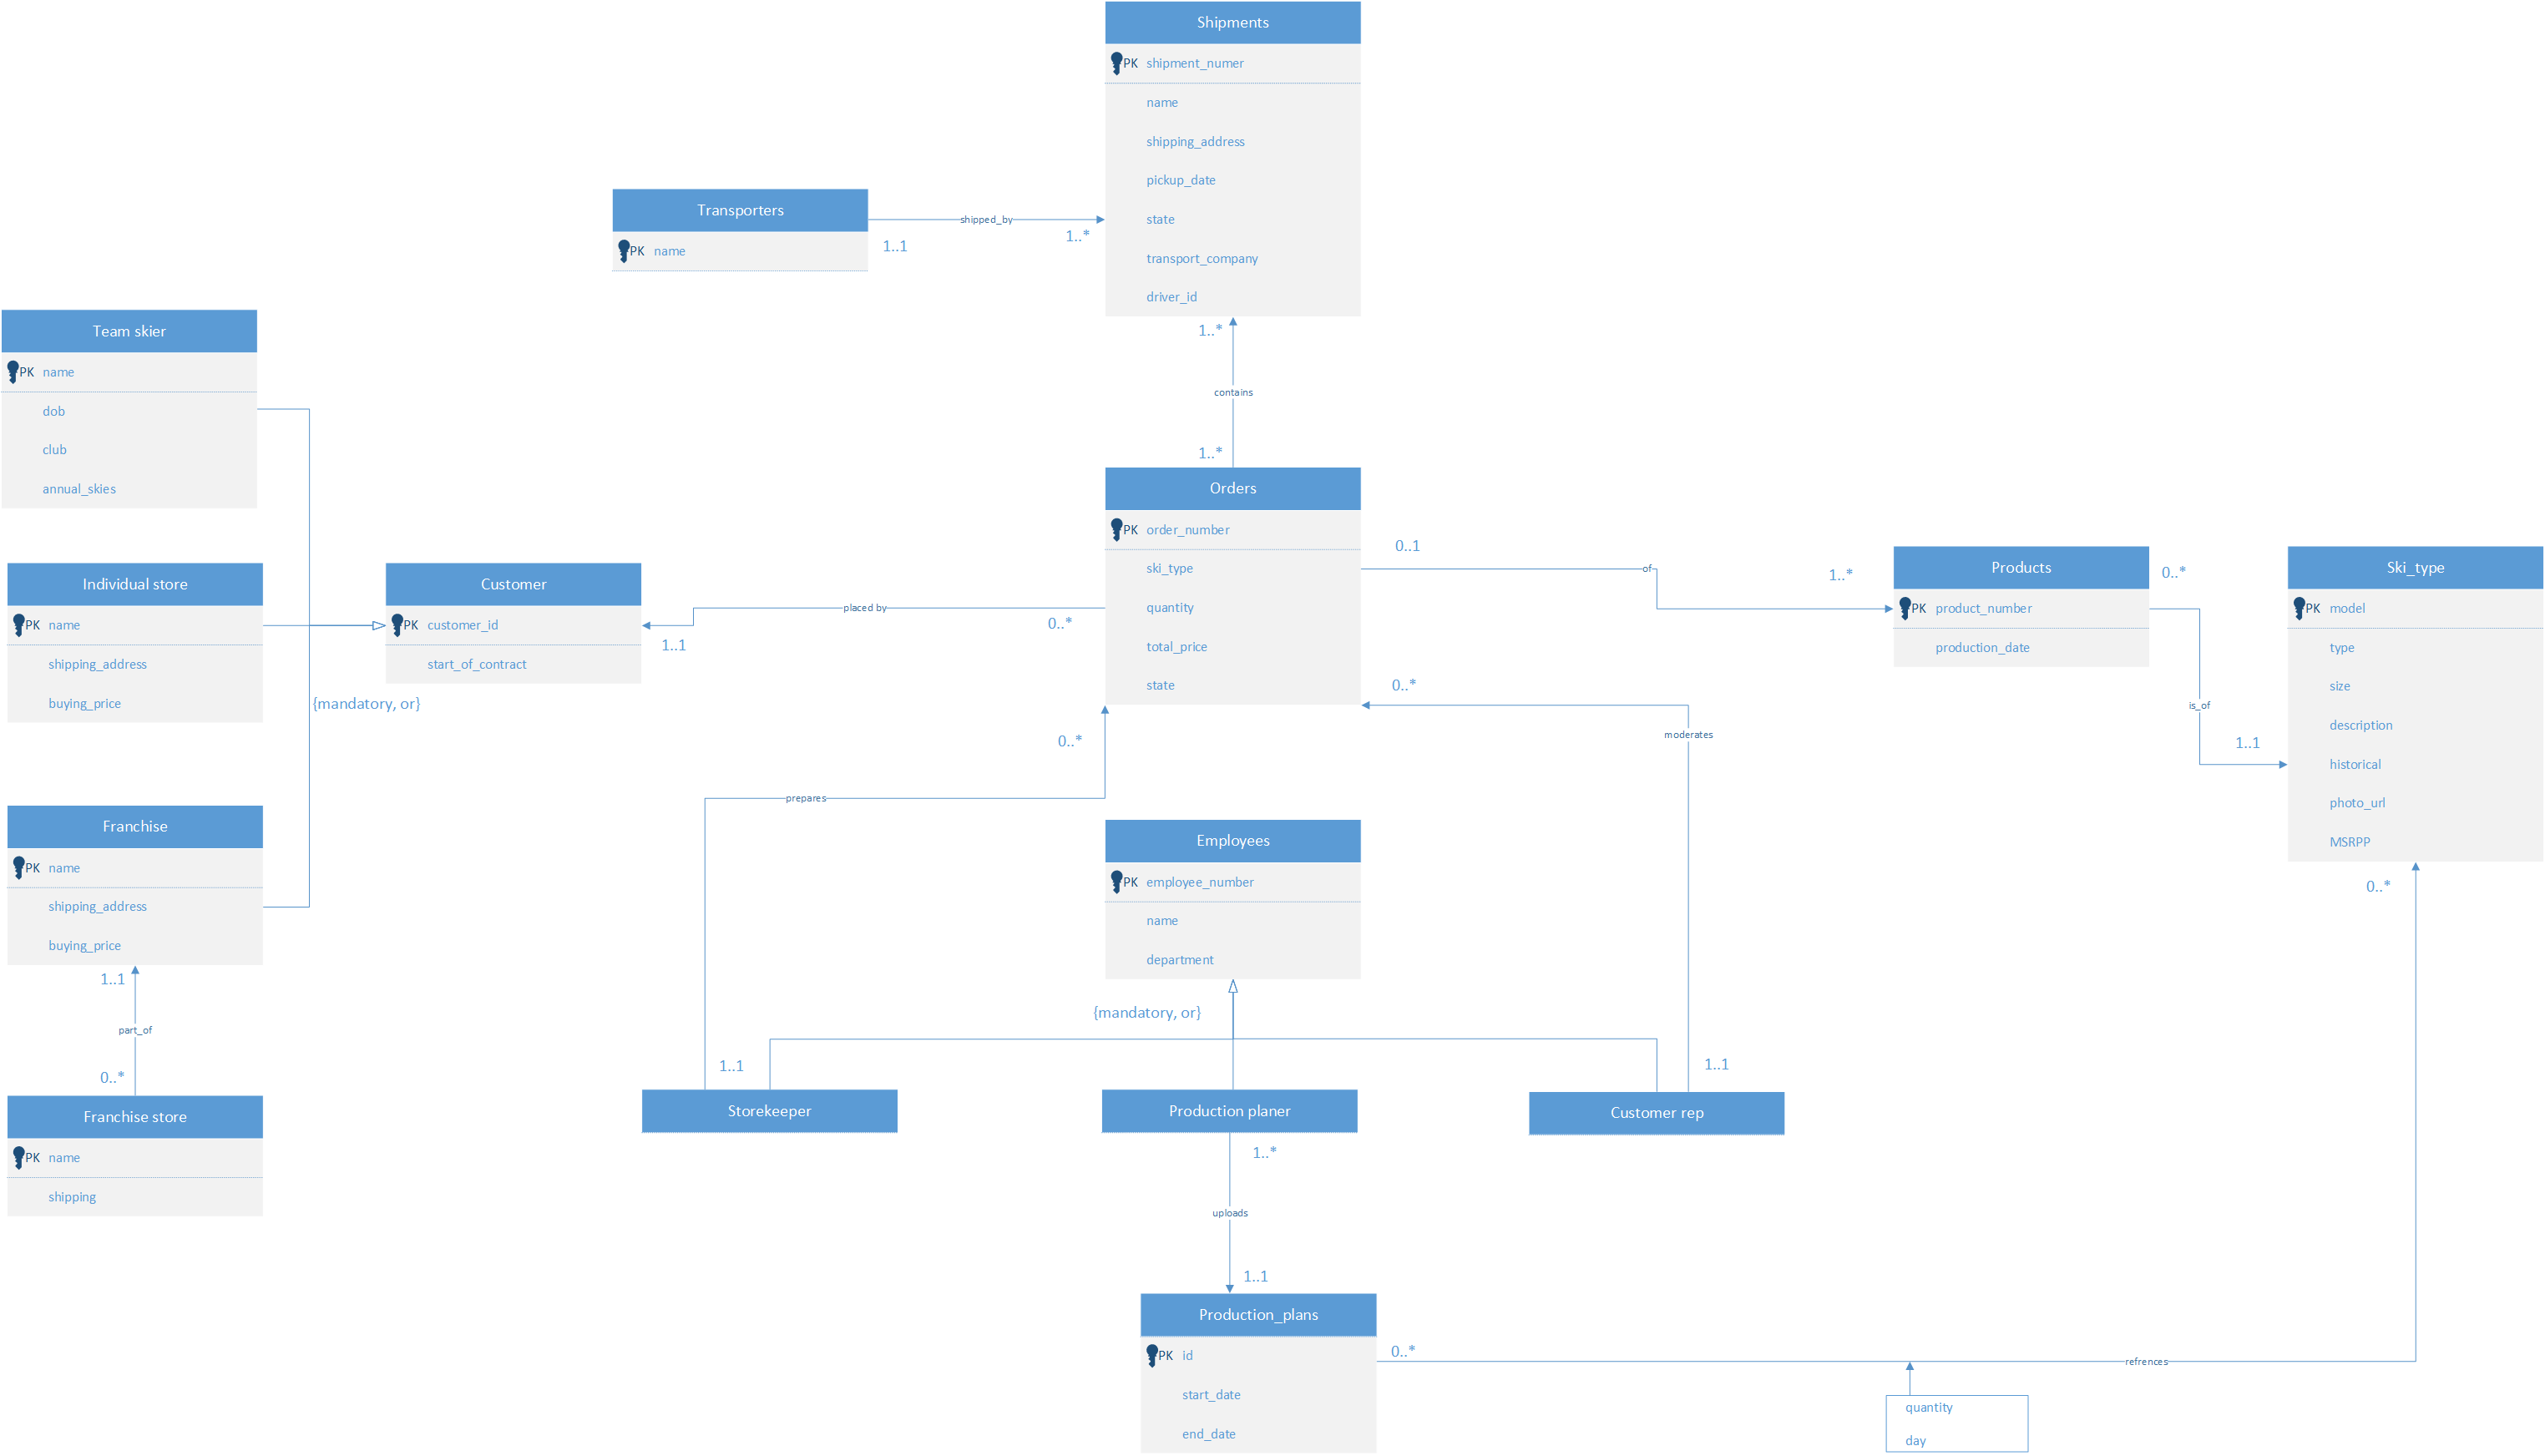 Shipments
PK shipment_numer
name
shipping_address
pickup_date
state
transport_company
driver_id
Transporters
PK name
1..1
shipped_by
1..*
1..*
contains
1..*
Team skier
PK name
dob
club
annual_skies
Individual store
PK name
shipping_address
buying_price
Customer
PK customer_id
start_of_contract
{mandatory, or}
1..1
placed by
0..*
Orders
PK order_number
ski_type
quantity
total_price
state
0..1
of
1..*
Products
PK product_number
production_date
0..*
is_of
1..1
Ski_type
PK model
type
size
description
historical
photo_url
MSRPP
0..*
0..*
moderates
0..*
prepares
Franchise
PK name
shipping_address
buying_price
1..1
part_of
0..*
Franchise store
PK name
shipping
Employees
PK employee_number
name
department
{mandatory, or}
1..1
1..1
Storekeeper
Production planer
Customer rep
1..*
uploads
1..1
Production_plans
PK id
start_date
end_date
0..*
refrences
quantity
day